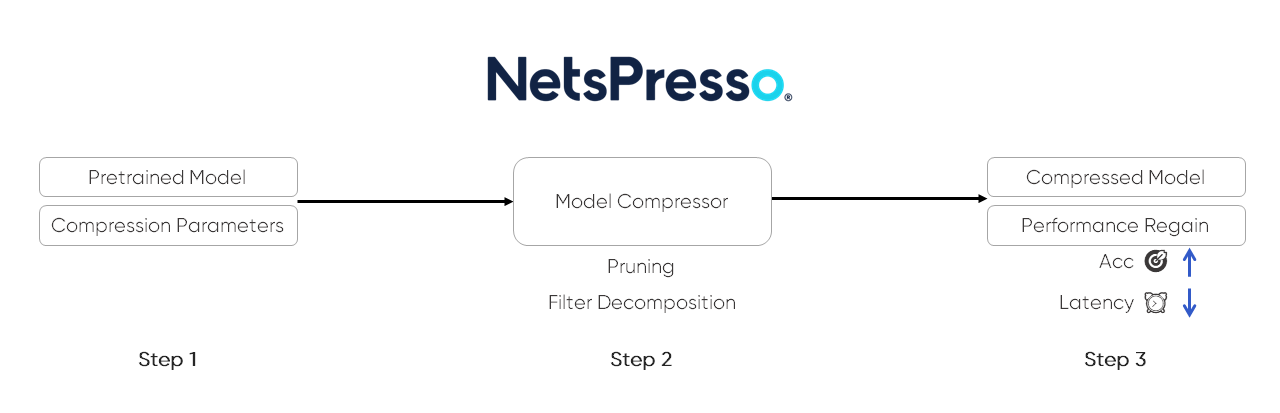 NetsPresso®
Pretrained Model
Compression Parameters
Model Compressor
Pruning
Filter Decomposition
Compressed Model
Performance Regain
Acc
Latency
Step 1
Step 2
Step 3